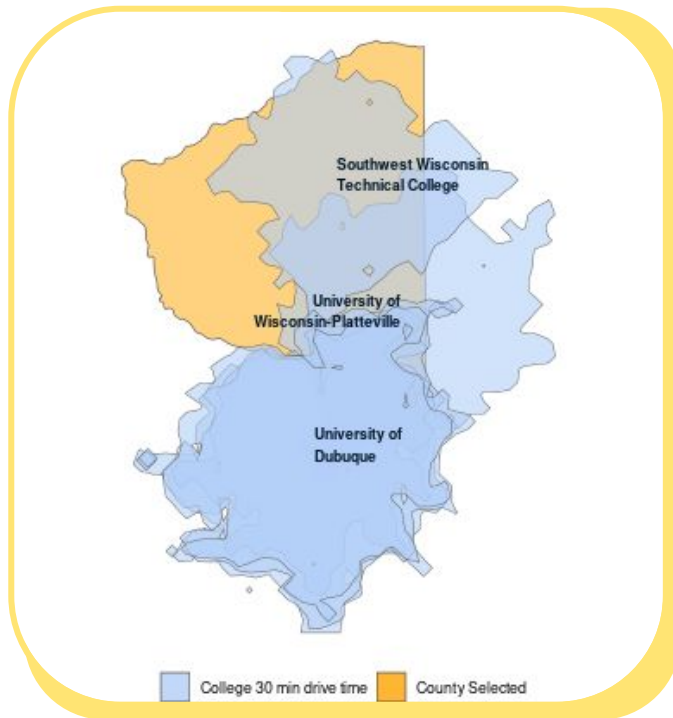 Southwest Wisconsin
Technical College
University of
Wisconsin-Platteville
University of
Dubuque
College 30 min drive time
County Selected